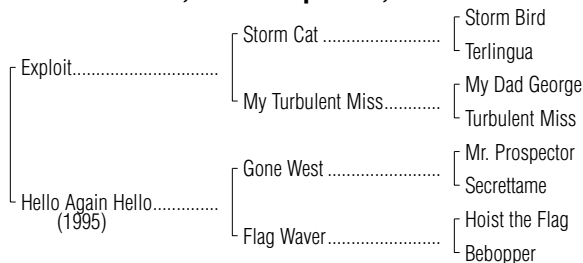 Storm Bird
Storm Cat ..............................
Terlingua
Exploit.....................................
My Dad George
My Turbulent Miss..............
Turbulent Miss
Mr. Prospector
Gone West ............................
Secrettame
Hello Again Hello.................
(1995)
Hoist the Flag
Flag Waver............................
Bebopper